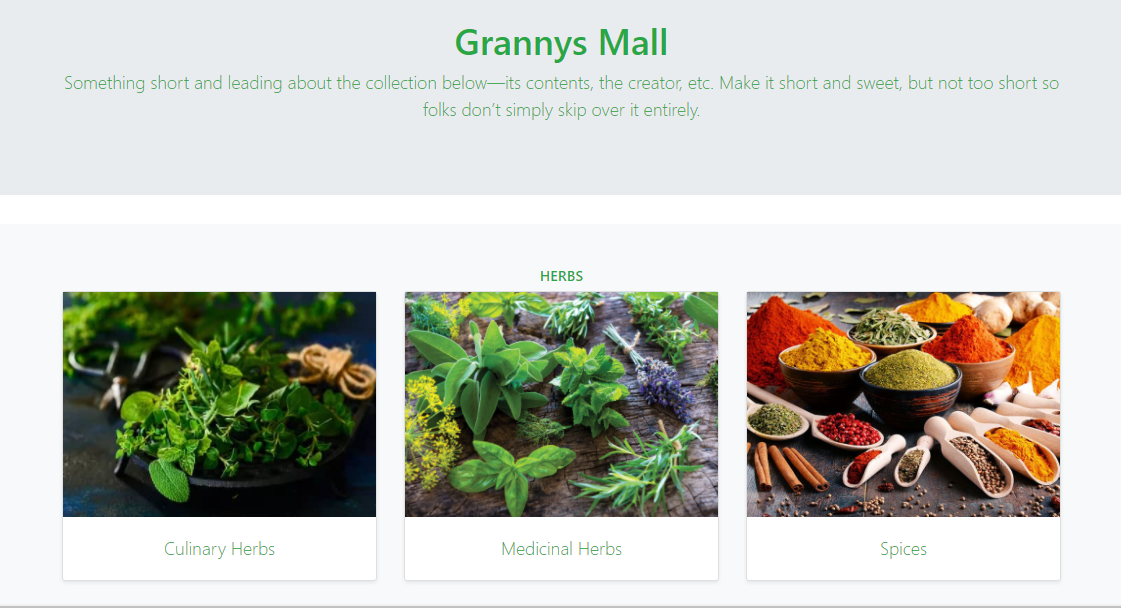 Grannys Mall
Something short and leading about the collection below—its contents, the creator, etc. Make it short and sweet, but not too short so
folks don’t simply skip over it entirely.
HERBS
Culinary Herbs
Medicinal Herbs
Spices